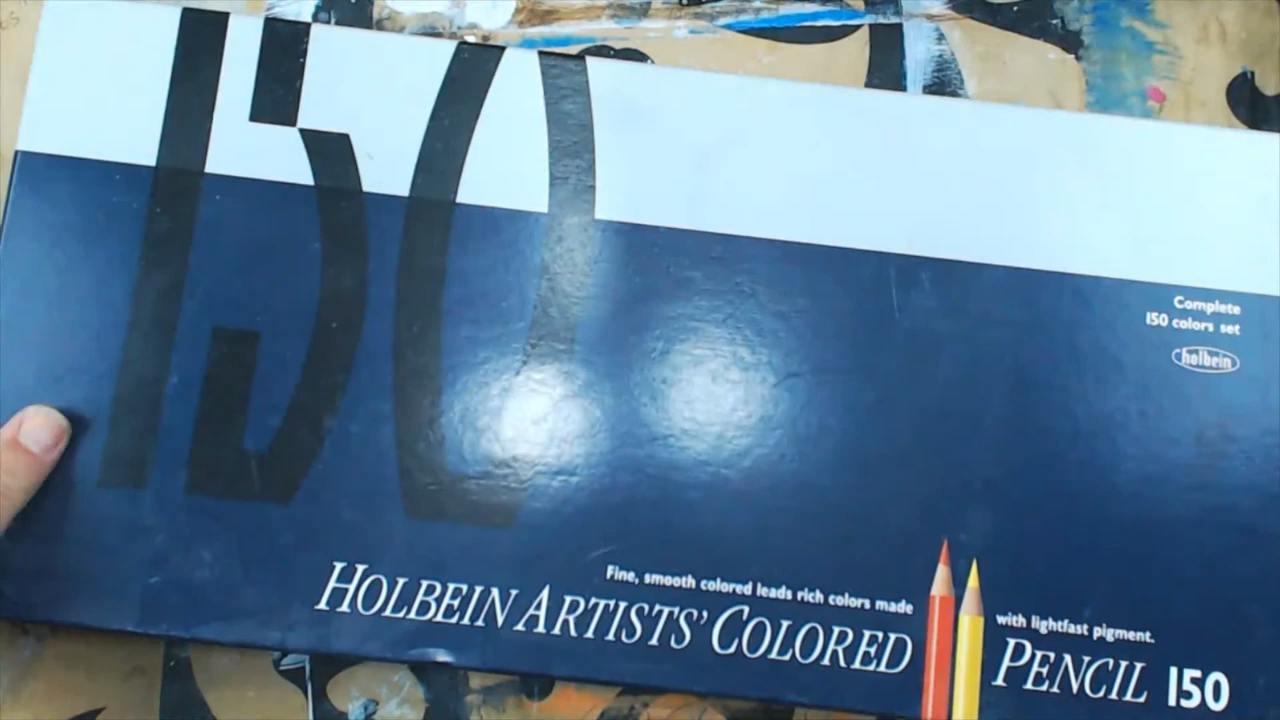 150
Complete
150 colors set
holbein
Fine, smooth colored leads rich colors made with lightfast pigment.
HOLBEIN ARTISTS' COLORED PENCIL 150